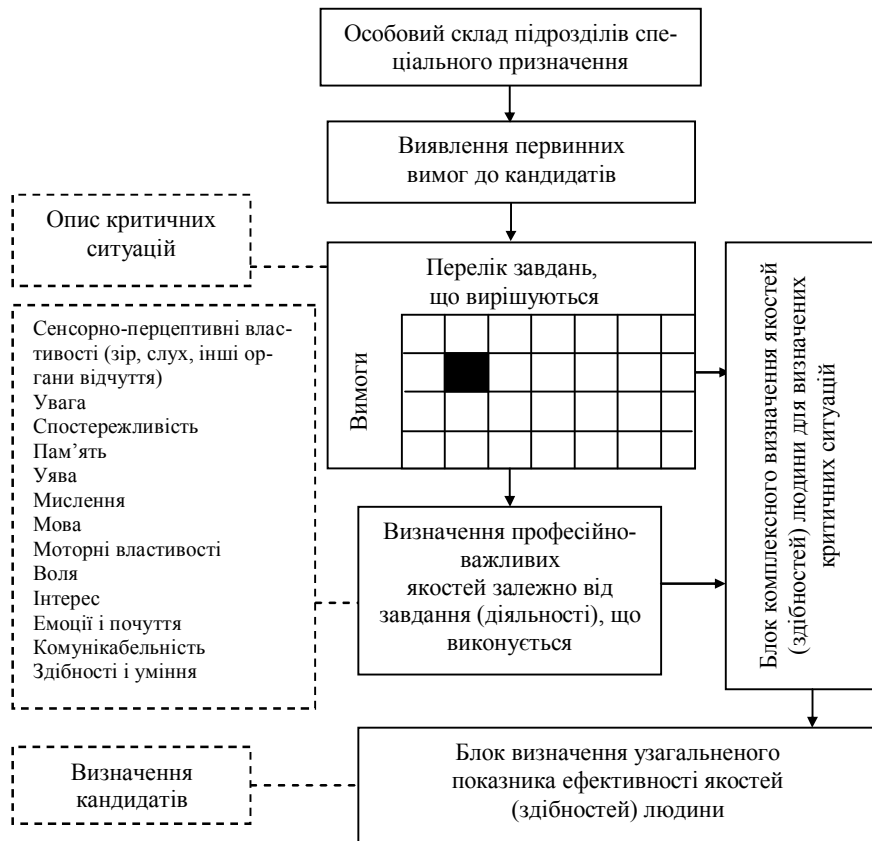 Особовий склад підрозділів спе-
ціального призначення
Виявлення первинних
вимог до кандидатів
Опис критичних
ситуацій
Перелік завдань,
що вирішуються
Вимоги
Сенсорно-перцептивні влас-
тивості (зір, слух, інші ор-
гани відчуття)
Увага
Спостережливість
Пам’ять
Уява
Мислення
Мова
Моторні властивості
Воля
Інтерес
Емоції і почуття
Комунікабельність
Здібності і уміння
Визначення професійно-
важливих
якостей залежно від
завдання (діяльності), що
виконується
Блок комплексного визначення якостей
(здібностей) людини для визначених
критичних ситуацій
Визначення
кандидатів
Блок визначення узагальненого
показника ефективності якостей
(здібностей) людини